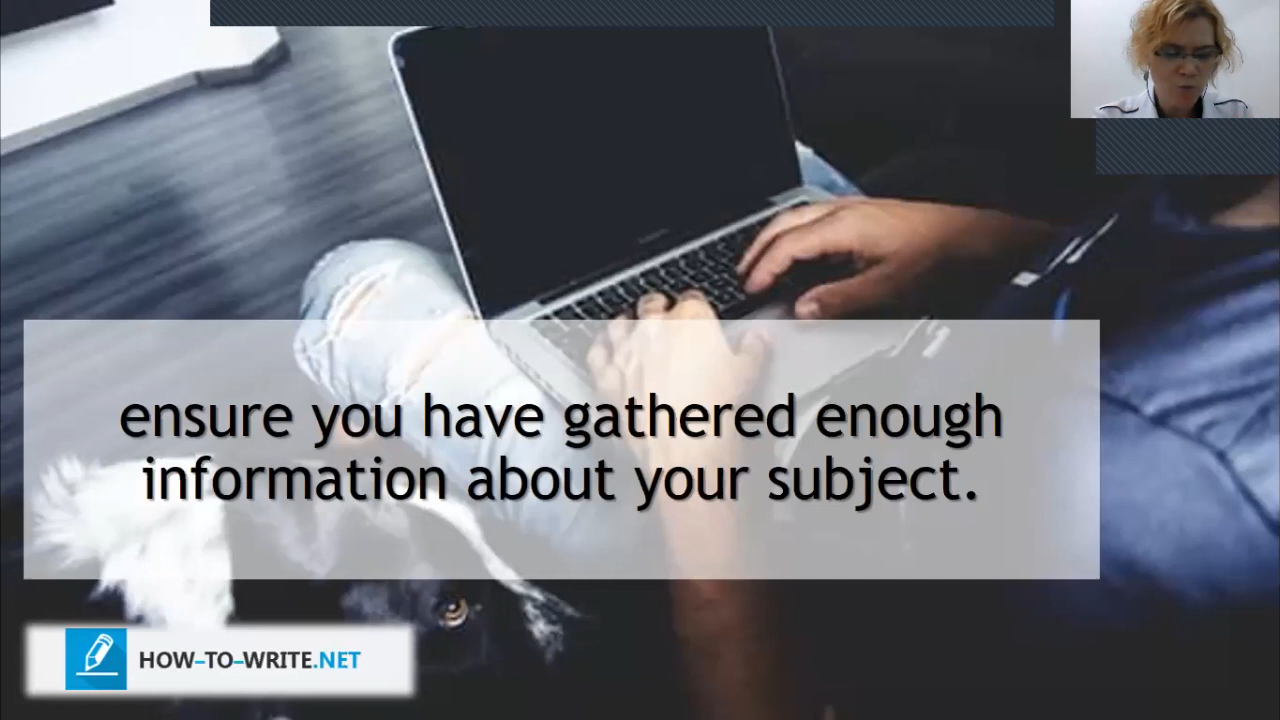 ensure you have gathered enough
information about your subject.
HOW-TO-WRITE.NET